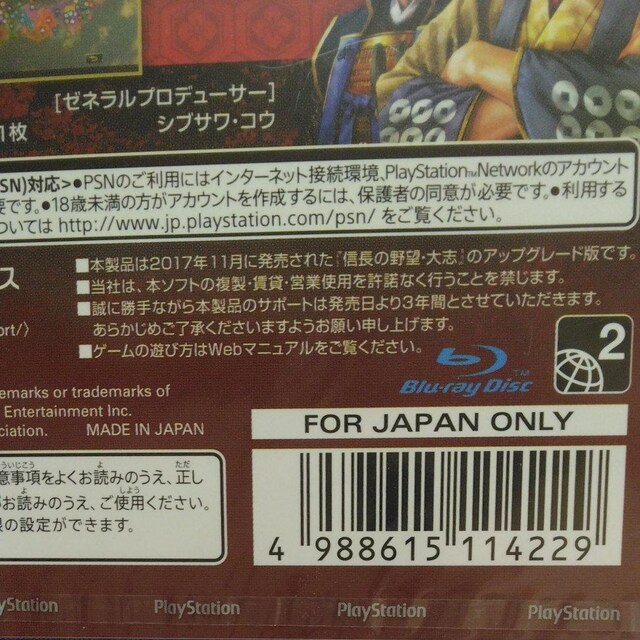 [ゼネラルプロデューサー]
シブサワ・コウ
1枚
SN)対応>●PSNのご利用にはインターネット接続環境、PlayStation™Networkのアカウント
要です。●18歳未満の方がアカウントを作成するには、保護者の同意が必要です。●利用する
ついては http://www.jp.playstation.com/psn/ をご覧ください。
ス
■本製品は2017年11月に発売された『信長の野望・大志』のアップグレード版です。
■当社は、本ソフトの複製・賃貸・営業使用を許諾なく行うことを禁じます。
■誠に勝手ながら本製品のサポートは発売日より3年間とさせていただきます。
ort/〉
あらかじめご了承くださいますようお願い申し上げます。
■ゲームの遊び方はWebマニュアルをご覧ください。
Blu-ray Disc™
2
emarks or trademarks of
Entertainment Inc.
ociation. MADE IN JAPAN
FOR JAPAN ONLY
意事項をよくお読みのうえ、正し
がお読みのうえ、ご使用ください。
限の設定ができます。
4 988615 114229
yStation PlayStation PlayStation PlayStation